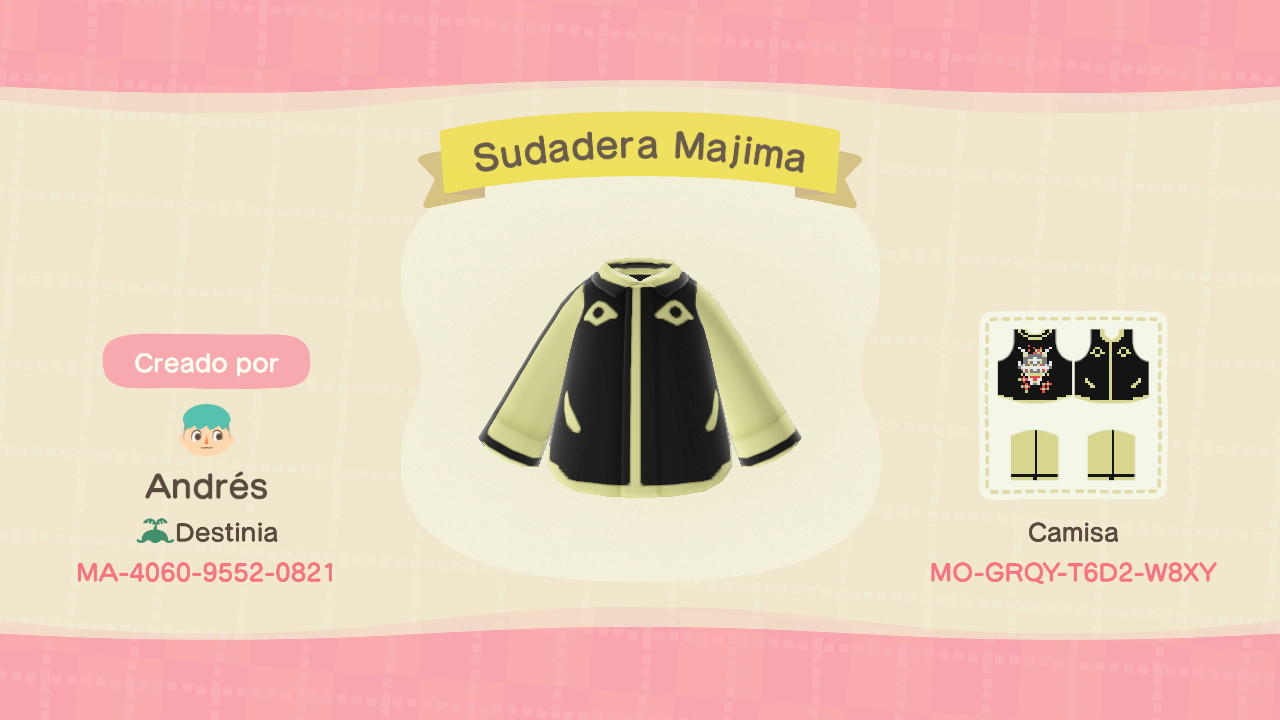 Sudadera Majima
Creado por
Andrés
Destinia
MA-4060-9552-0821
Camisa
MO-GRQY-T6D2-W8XY